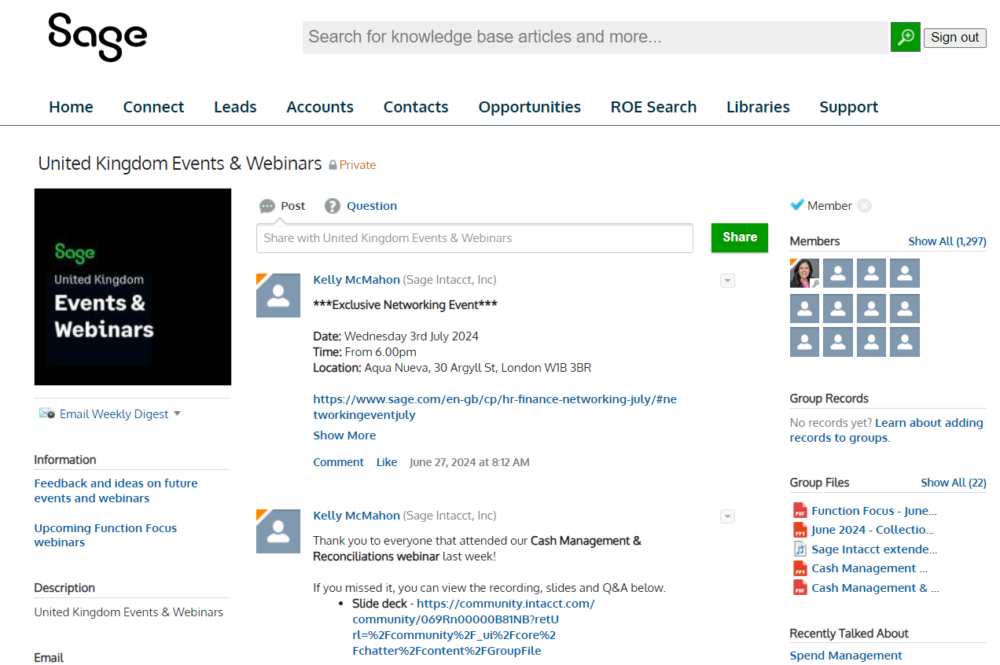 Sage
Search for knowledge base articles and more...
Sign out
Home
Connect
Leads
Accounts
Contacts
Opportunities
ROE Search
Libraries
Support
United Kingdom Events & Webinars
Private
Sage
United Kingdom
Events &
Webinars
Email Weekly Digest
Information
Feedback and ideas on future
events and webinars
Upcoming Function Focus
webinars
Description
United Kingdom Events & Webinars
Email
Post
Question
Share with United Kingdom Events & Webinars
Share
Kelly McMahon (Sage Intacct, Inc)
***Exclusive Networking Event***
Date: Wednesday 3rd July 2024
Time: From 6.00pm
Location: Aqua Nueva, 30 Argyll St, London W1B 3BR
https://www.sage.com/en-gb/cp/hr-finance-networking-july/#ne
tworkingeventjuly
Show More
Comment Like June 27, 2024 at 8:12 AM
Kelly McMahon (Sage Intacct, Inc)
Thank you to everyone that attended our Cash Management &
Reconciliations webinar last week!
If you missed it, you can view the recording, slides and Q&A below.
• Slide deck - https://community.intacct.com/
community/069Rn00000B81NB?retU
rl=%2Fcommunity%2F_ui%2Fcore%2
Fchatter%2Fcontent%2FGroupFile
Member
Members
Show All (1,297)
Group Records
No records yet? Learn about adding
records to groups.
Group Files
Show All (22)
PDF Function Focus - June...
PPT June 2024 - Collectio...
Sage Intacct extende...
PPT Cash Management ...
PDF Cash Management & ...
Recently Talked About
Spend Management